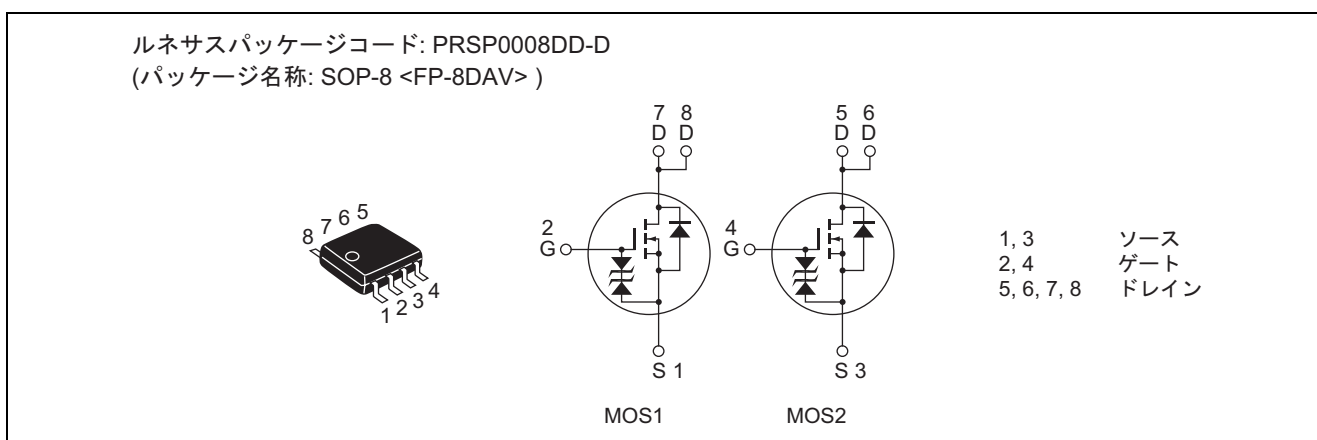 ルネサスパッケージコード: PRSP0008DD-D
(パッケージ名称: SOP-8 <FP-8DAV> )
8 7 6 5
1 2 3 4
7 8
D D
2
G
S 1
MOS1
5 6
D D
4
G
S 3
MOS2
1, 3 ソース
2, 4 ゲート
5, 6, 7, 8 ドレイン